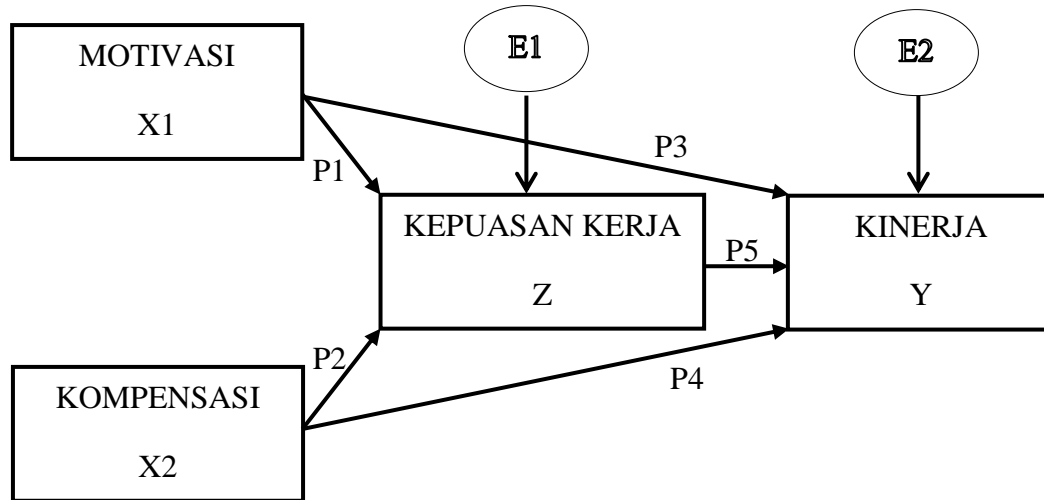 MOTIVASI
X1
E1
E2
P1
P3
KEPUASAN KERJA
Z
P5
KINERJA
Y
P2
P4
KOMPENSASI
X2